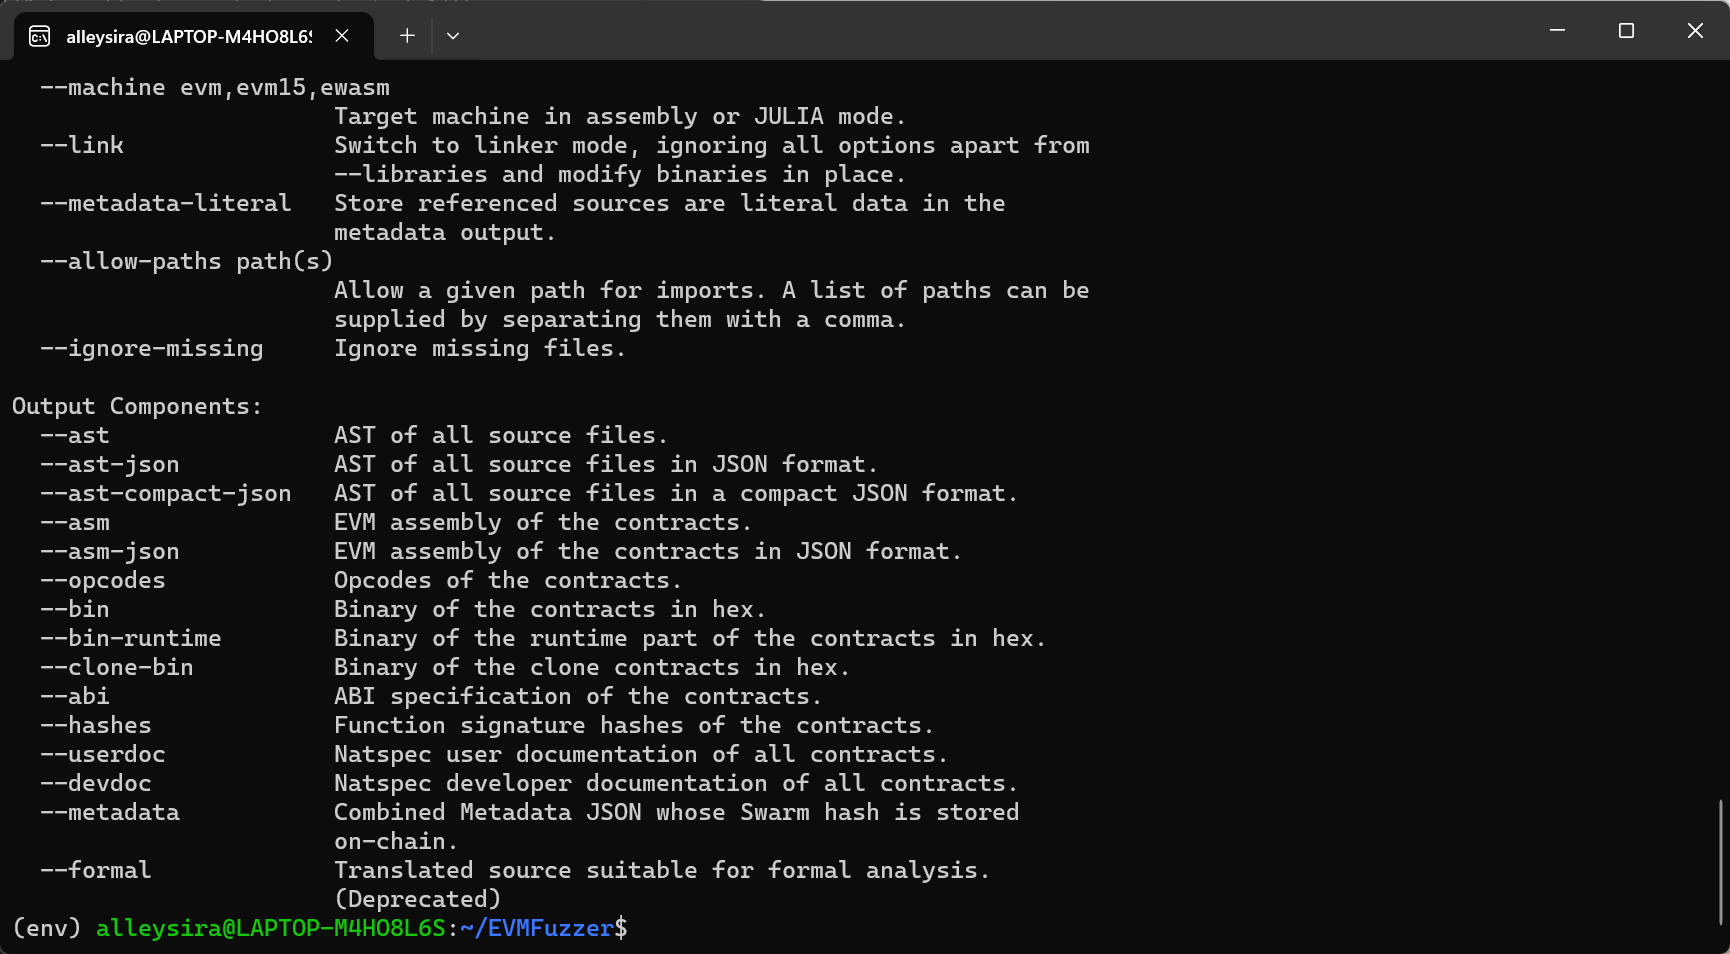 alleysira@LAPTOP-M4HO8L6S
--machine evm,evm15,ewasm
Target machine in assembly or JULIA mode.
--link Switch to linker mode, ignoring all options apart from
--libraries and modify binaries in place.
--metadata-literal Store referenced sources are literal data in the
metadata output.
--allow-paths path(s)
Allow a given path for imports. A list of paths can be
supplied by separating them with a comma.
--ignore-missing Ignore missing files.
Output Components:
--ast AST of all source files.
--ast-json AST of all source files in JSON format.
--ast-compact-json AST of all source files in a compact JSON format.
--asm EVM assembly of the contracts.
--asm-json EVM assembly of the contracts in JSON format.
--opcodes Opcodes of the contracts.
--bin Binary of the contracts in hex.
--bin-runtime Binary of the runtime part of the contracts in hex.
--clone-bin Binary of the clone contracts in hex.
--abi ABI specification of the contracts.
--hashes Function signature hashes of the contracts.
--userdoc Natspec user documentation of all contracts.
--devdoc Natspec developer documentation of all contracts.
--metadata Combined Metadata JSON whose Swarm hash is stored
on-chain.
--formal Translated source suitable for formal analysis.
(Deprecated)
(env) alleysira@LAPTOP-M4HO8L6S:~/EVMFuzzer$